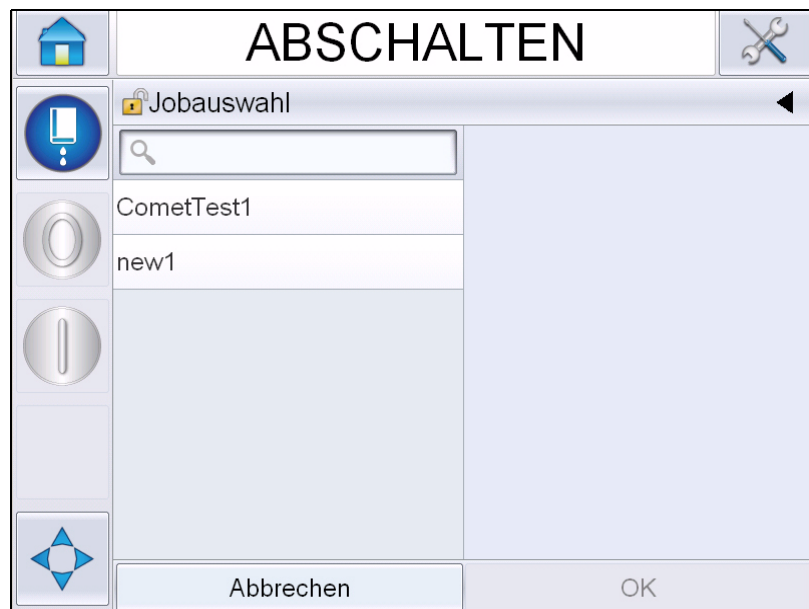 ABSCHALTEN
Jobauswahl
CometTest1
new1
Abbrechen
OK